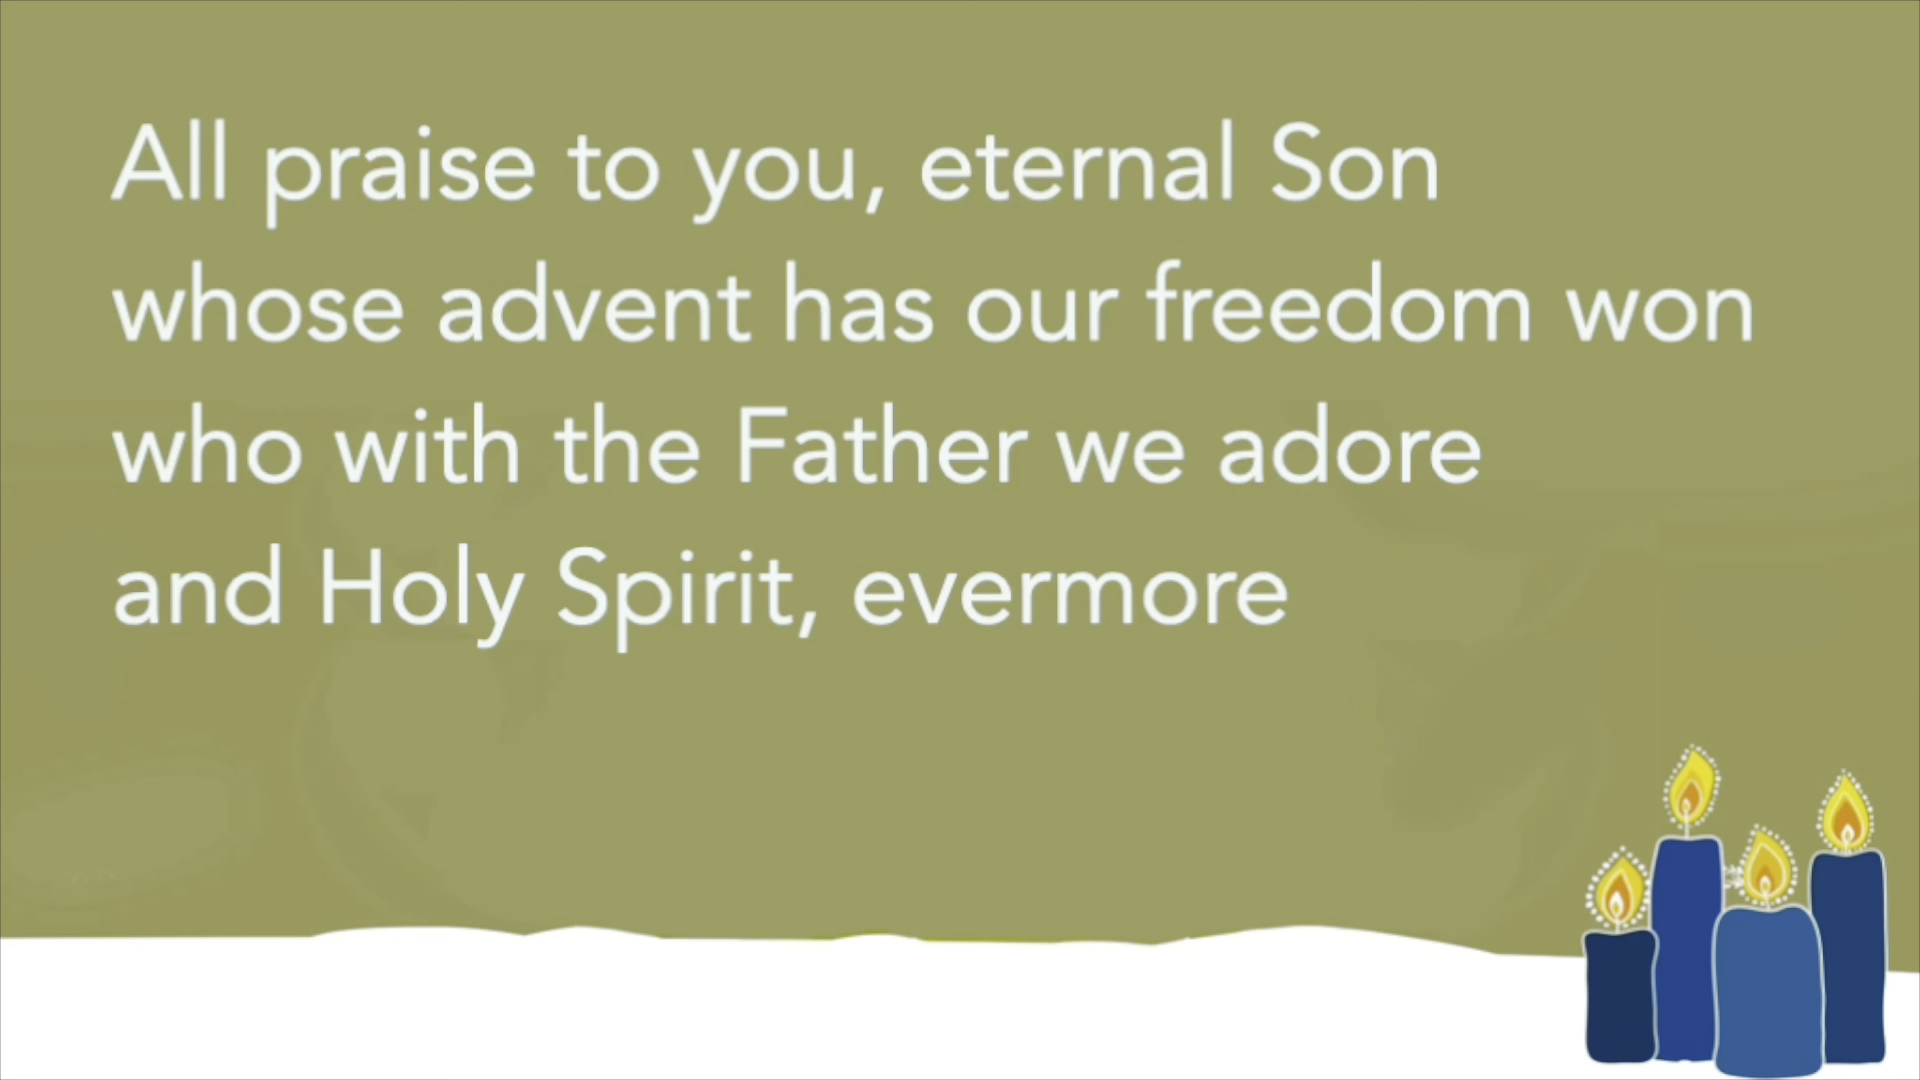 All praise to you, eternal Son
whose advent has our freedom won
who with the Father we adore
and Holy Spirit, evermore